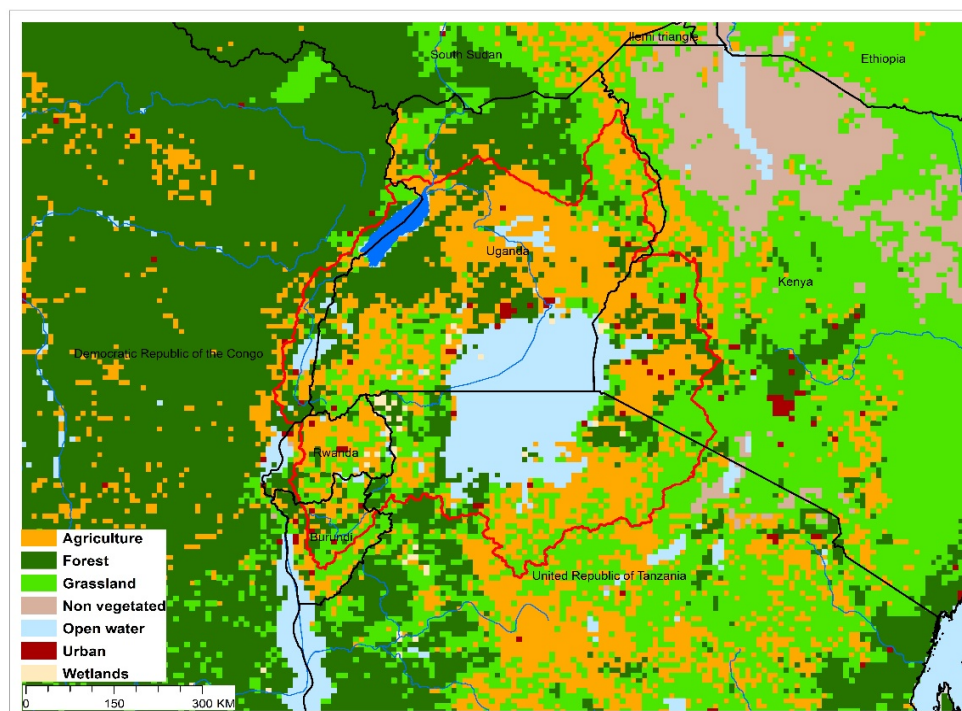 Ilemi triangle
South Sudan
Ethiopia
Uganda
Kenya
Democratic Republic of the Congo
Rwanda
Burundi
United Republic of Tanzania
Agriculture
Forest
Grassland
Non vegetated
Open water
Urban
Wetlands
0 150 300 KM